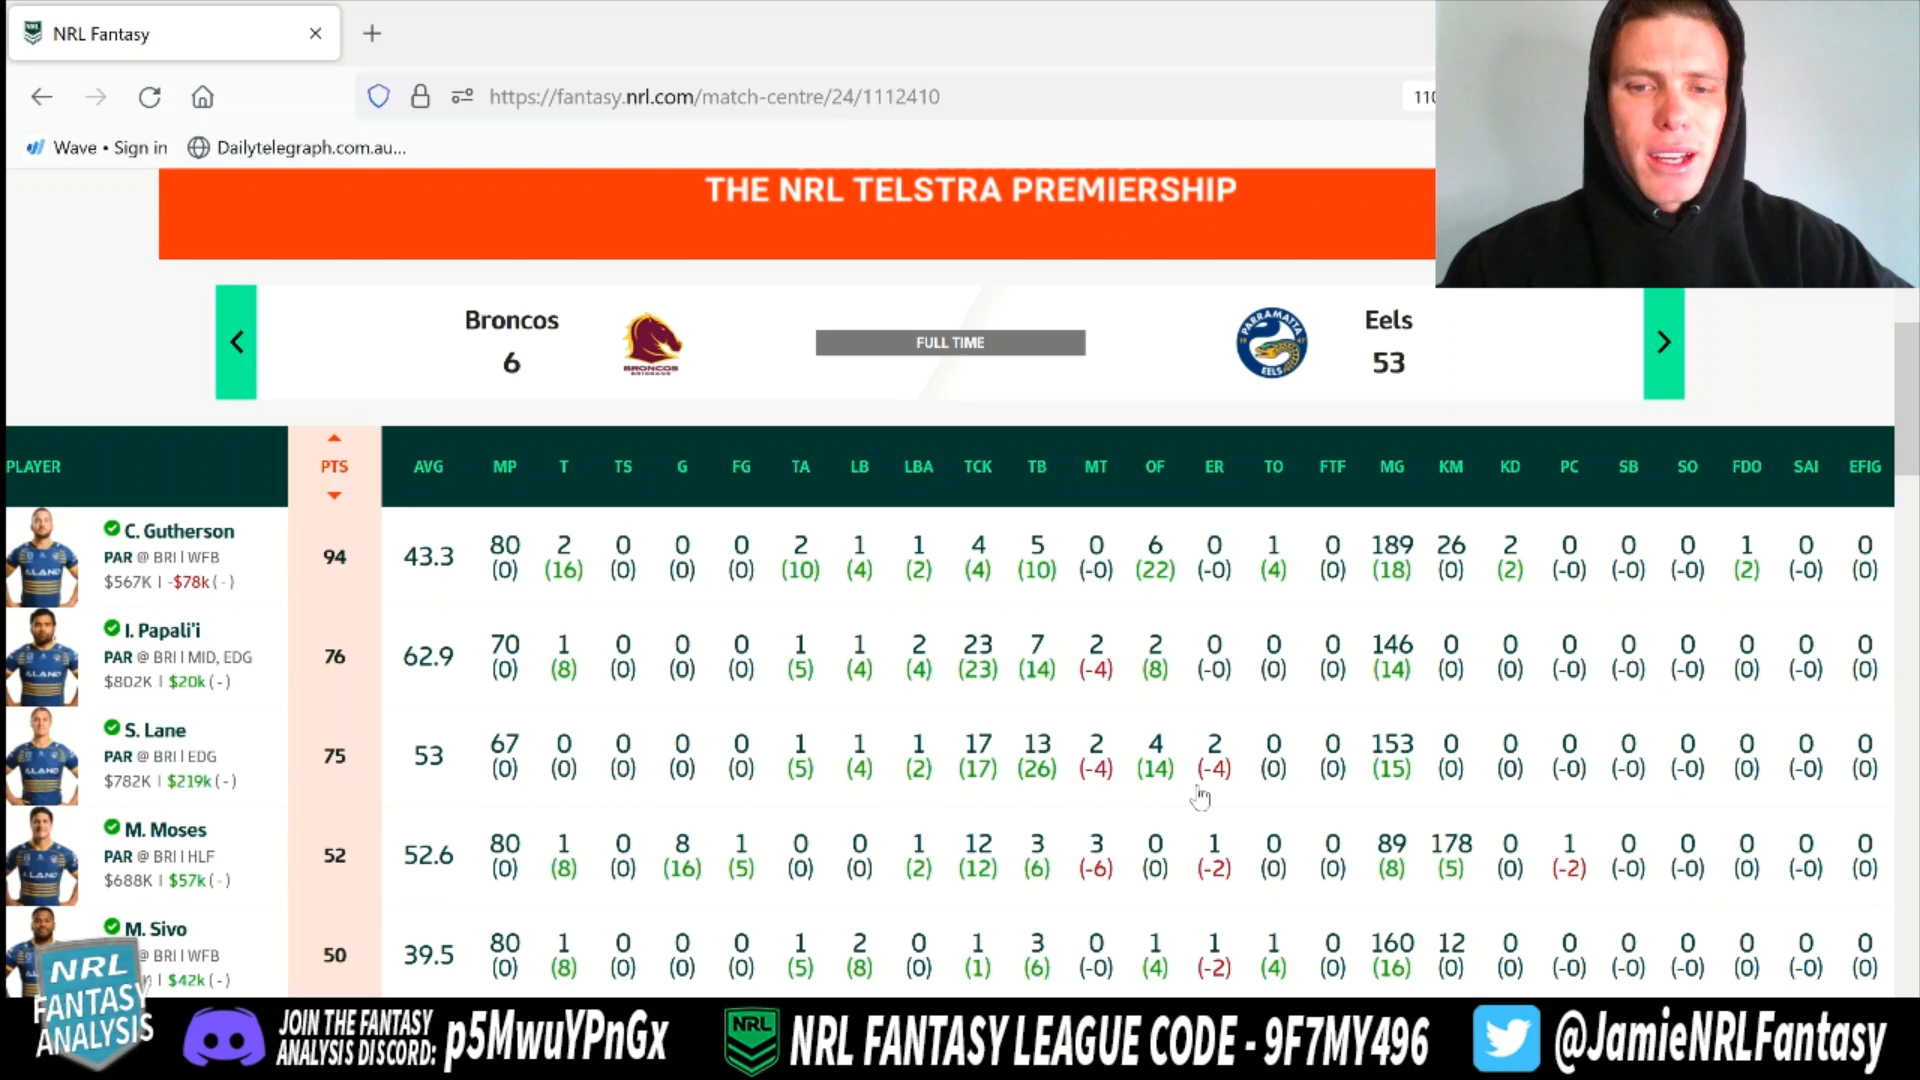 NRL Fantasy
https://fantasy.nrl.com/match-centre/24/1112410
110
Wave • Sign in
Dailytelegraph.com.au...
THE NRL TELSTRA PREMIERSHIP
Broncos
6
BRONCOS
FULL TIME
PARRAMATTA
EELS
Eels
53
PLAYER PTS AVG MP T TS G FG TA LB LBA TCK TB MT OF ER TO FTF MG KM KD PC SB SO FDO SAI EFIG
C. Gutherson
PAR @ BRI | WFB
$567K | -$78k ( - )
94 43.3 80 2 0 0 0 2 1 1 4 5 0 6 0 1 0 189 26 2 0 0 0 1 0 0
(0) (16) (0) (0) (0) (10) (4) (2) (4) (10) (-0) (22) (-0) (4) (0) (18) (0) (2) (-0) (-0) (-0) (2) (-0) (0)
I. Papali'i
PAR @ BRI | MID, EDG
$802K | $20k ( - )
76 62.9 70 1 0 0 0 1 1 2 23 7 2 2 0 0 0 146 0 0 0 0 0 0 0 0
(0) (8) (0) (0) (0) (5) (4) (4) (23) (14) (-4) (8) (-0) (0) (0) (14) (0) (0) (-0) (-0) (-0) (0) (-0) (0)
S. Lane
PAR @ BRI | EDG
$782K | $219k ( - )
75 53 67 0 0 0 0 1 1 1 17 13 2 4 2 0 0 153 0 0 0 0 0 0 0 0
(0) (0) (0) (0) (0) (5) (4) (2) (17) (26) (-4) (14) (-4) (0) (0) (15) (0) (0) (-0) (-0) (-0) (0) (-0) (0)
M. Moses
PAR @ BRI | HLF
$688K | $57k ( - )
52 52.6 80 1 0 8 1 0 0 1 12 3 3 0 1 0 0 89 178 0 1 0 0 0 0 0
(0) (8) (0) (16) (5) (0) (0) (2) (12) (6) (-6) (0) (-2) (0) (0) (8) (5) (0) (-2) (-0) (-0) (0) (-0) (0)
M. Sivo
@ BRI | WFB
| $42k ( - )
50 39.5 80 1 0 0 0 1 2 0 1 3 0 1 1 1 0 160 12 0 0 0 0 0 0 0
(0) (8) (0) (0) (0) (5) (8) (0) (1) (6) (-0) (4) (-2) (4) (0) (16) (0) (0) (-0) (-0) (-0) (0) (-0) (0)
NRL
FANTASY
ANALYSIS
JOIN THE FANTASY
ANALYSIS DISCORD: p5MwuYPnGx
NRL
NRL FANTASY LEAGUE CODE - 9F7MY496
@JamieNRLFantasy